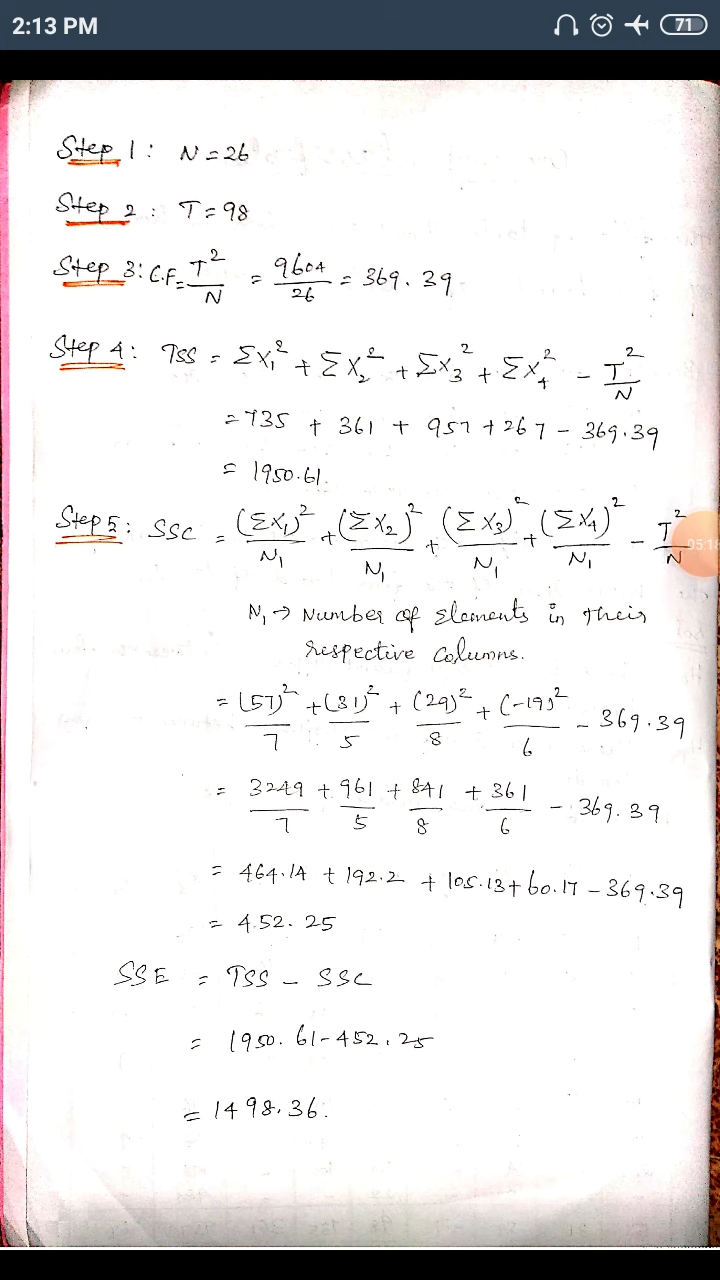 2:13 PM 71
Step 1: N = 26
Step 2: T = 98
Step 3: C.F. = T²/N = 9604/26 = 369.39
Step 4: TSS = ΣX₁² + ΣX₂² + ΣX₃² + ΣX₄² - T²/N
= 735 + 361 + 957 + 267 - 369.39
= 1950.61.
Step 5: SSC = (ΣX₁)²/N₁ + (ΣX₂)²/N₁ + (ΣX₃)²/N₁ + (ΣX₄)²/N₁ - T²/N
05:18
N₁ → Number of elements in their
respective columns.
= (57)²/7 + (31)²/5 + (29)²/8 + (-19)²/6 - 369.39
= 3249/7 + 961/5 + 841/8 + 361/6 - 369.39
= 464.14 + 192.2 + 105.13 + 60.17 - 369.39
= 452.25
SSE = TSS - SSC
= 1950.61 - 452.25
= 1498.36.